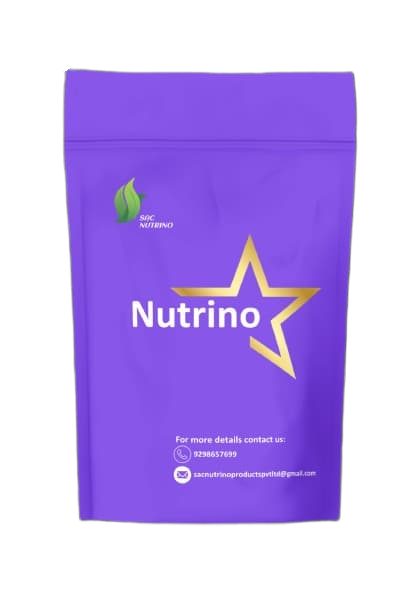 SAC
NUTRINO
Nutrino
For more details contact us:
9298657699
sacnutrinoproductspvtltd@gmail.com